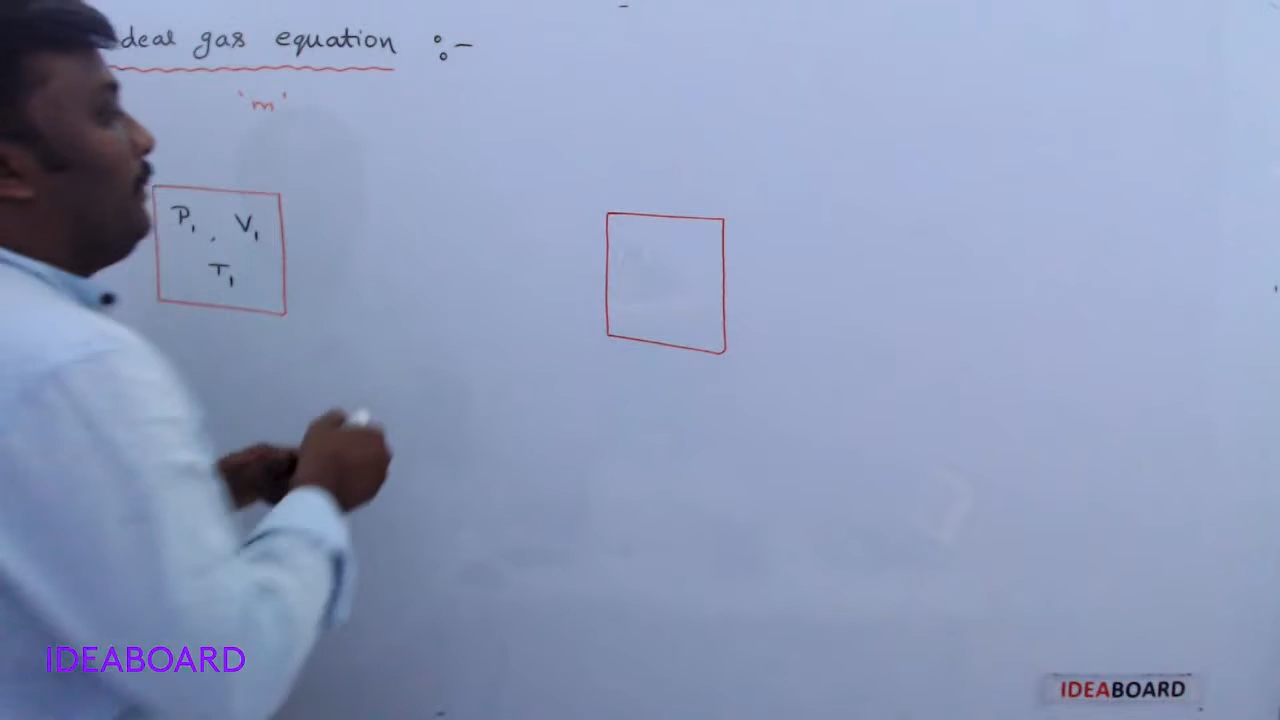 deal gas equation :-
'm'
P₁, V₁
T₁
IDEABOARD
IDEABOARD